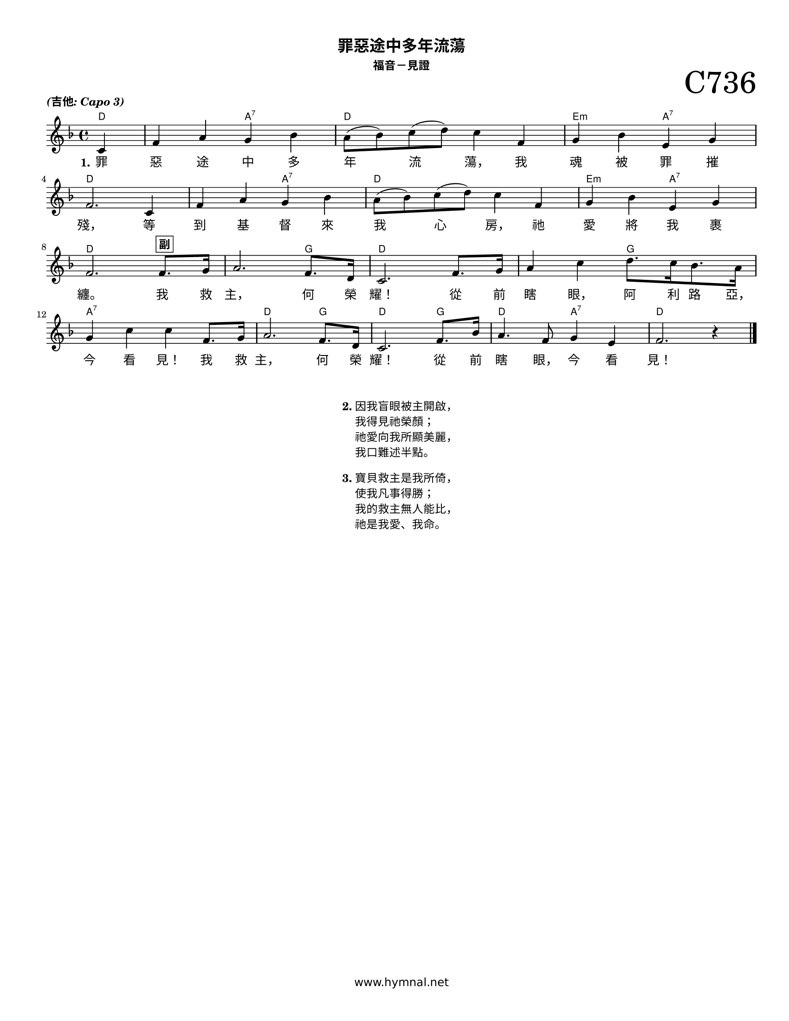 罪惡途中多年流蕩
福音－見證
C736
(吉他: Capo 3)
D A7 D Em A7
1. 罪 惡 途 中 多 年 流 蕩， 我 魂 被 罪 摧
4 D A7 D Em A7
殘， 等 到 基 督 來 我 心 房， 祂 愛 將 我 裹
8 D 副 G D G
纏。 我 救 主， 何 榮 耀！ 從 前 瞎 眼， 阿 利 路 亞，
12 A7 D G D G D A7 D
今 看 見！ 我 救 主， 何 榮 耀！ 從 前 瞎 眼， 今 看 見！
2. 因我盲眼被主開啟，
我得見祂榮顏；
祂愛向我所顯美麗，
我口難述半點。
3. 寶貝救主是我所倚，
使我凡事得勝；
我的救主無人能比，
祂是我愛、我命。
www.hymnal.net